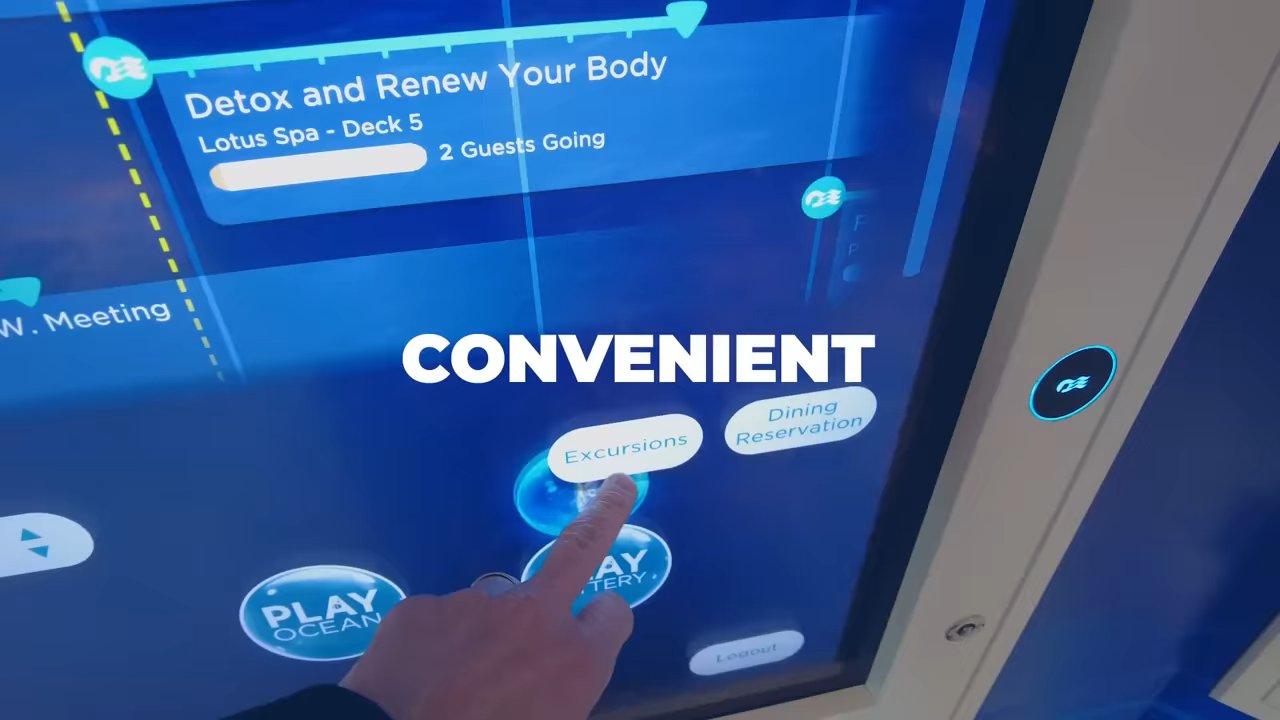 Detox and Renew Your Body
Lotus Spa - Deck 5
2 Guests Going
W. Meeting
CONVENIENT
Excursions
Dining
Reservation
PLAY
OCEAN
Logout